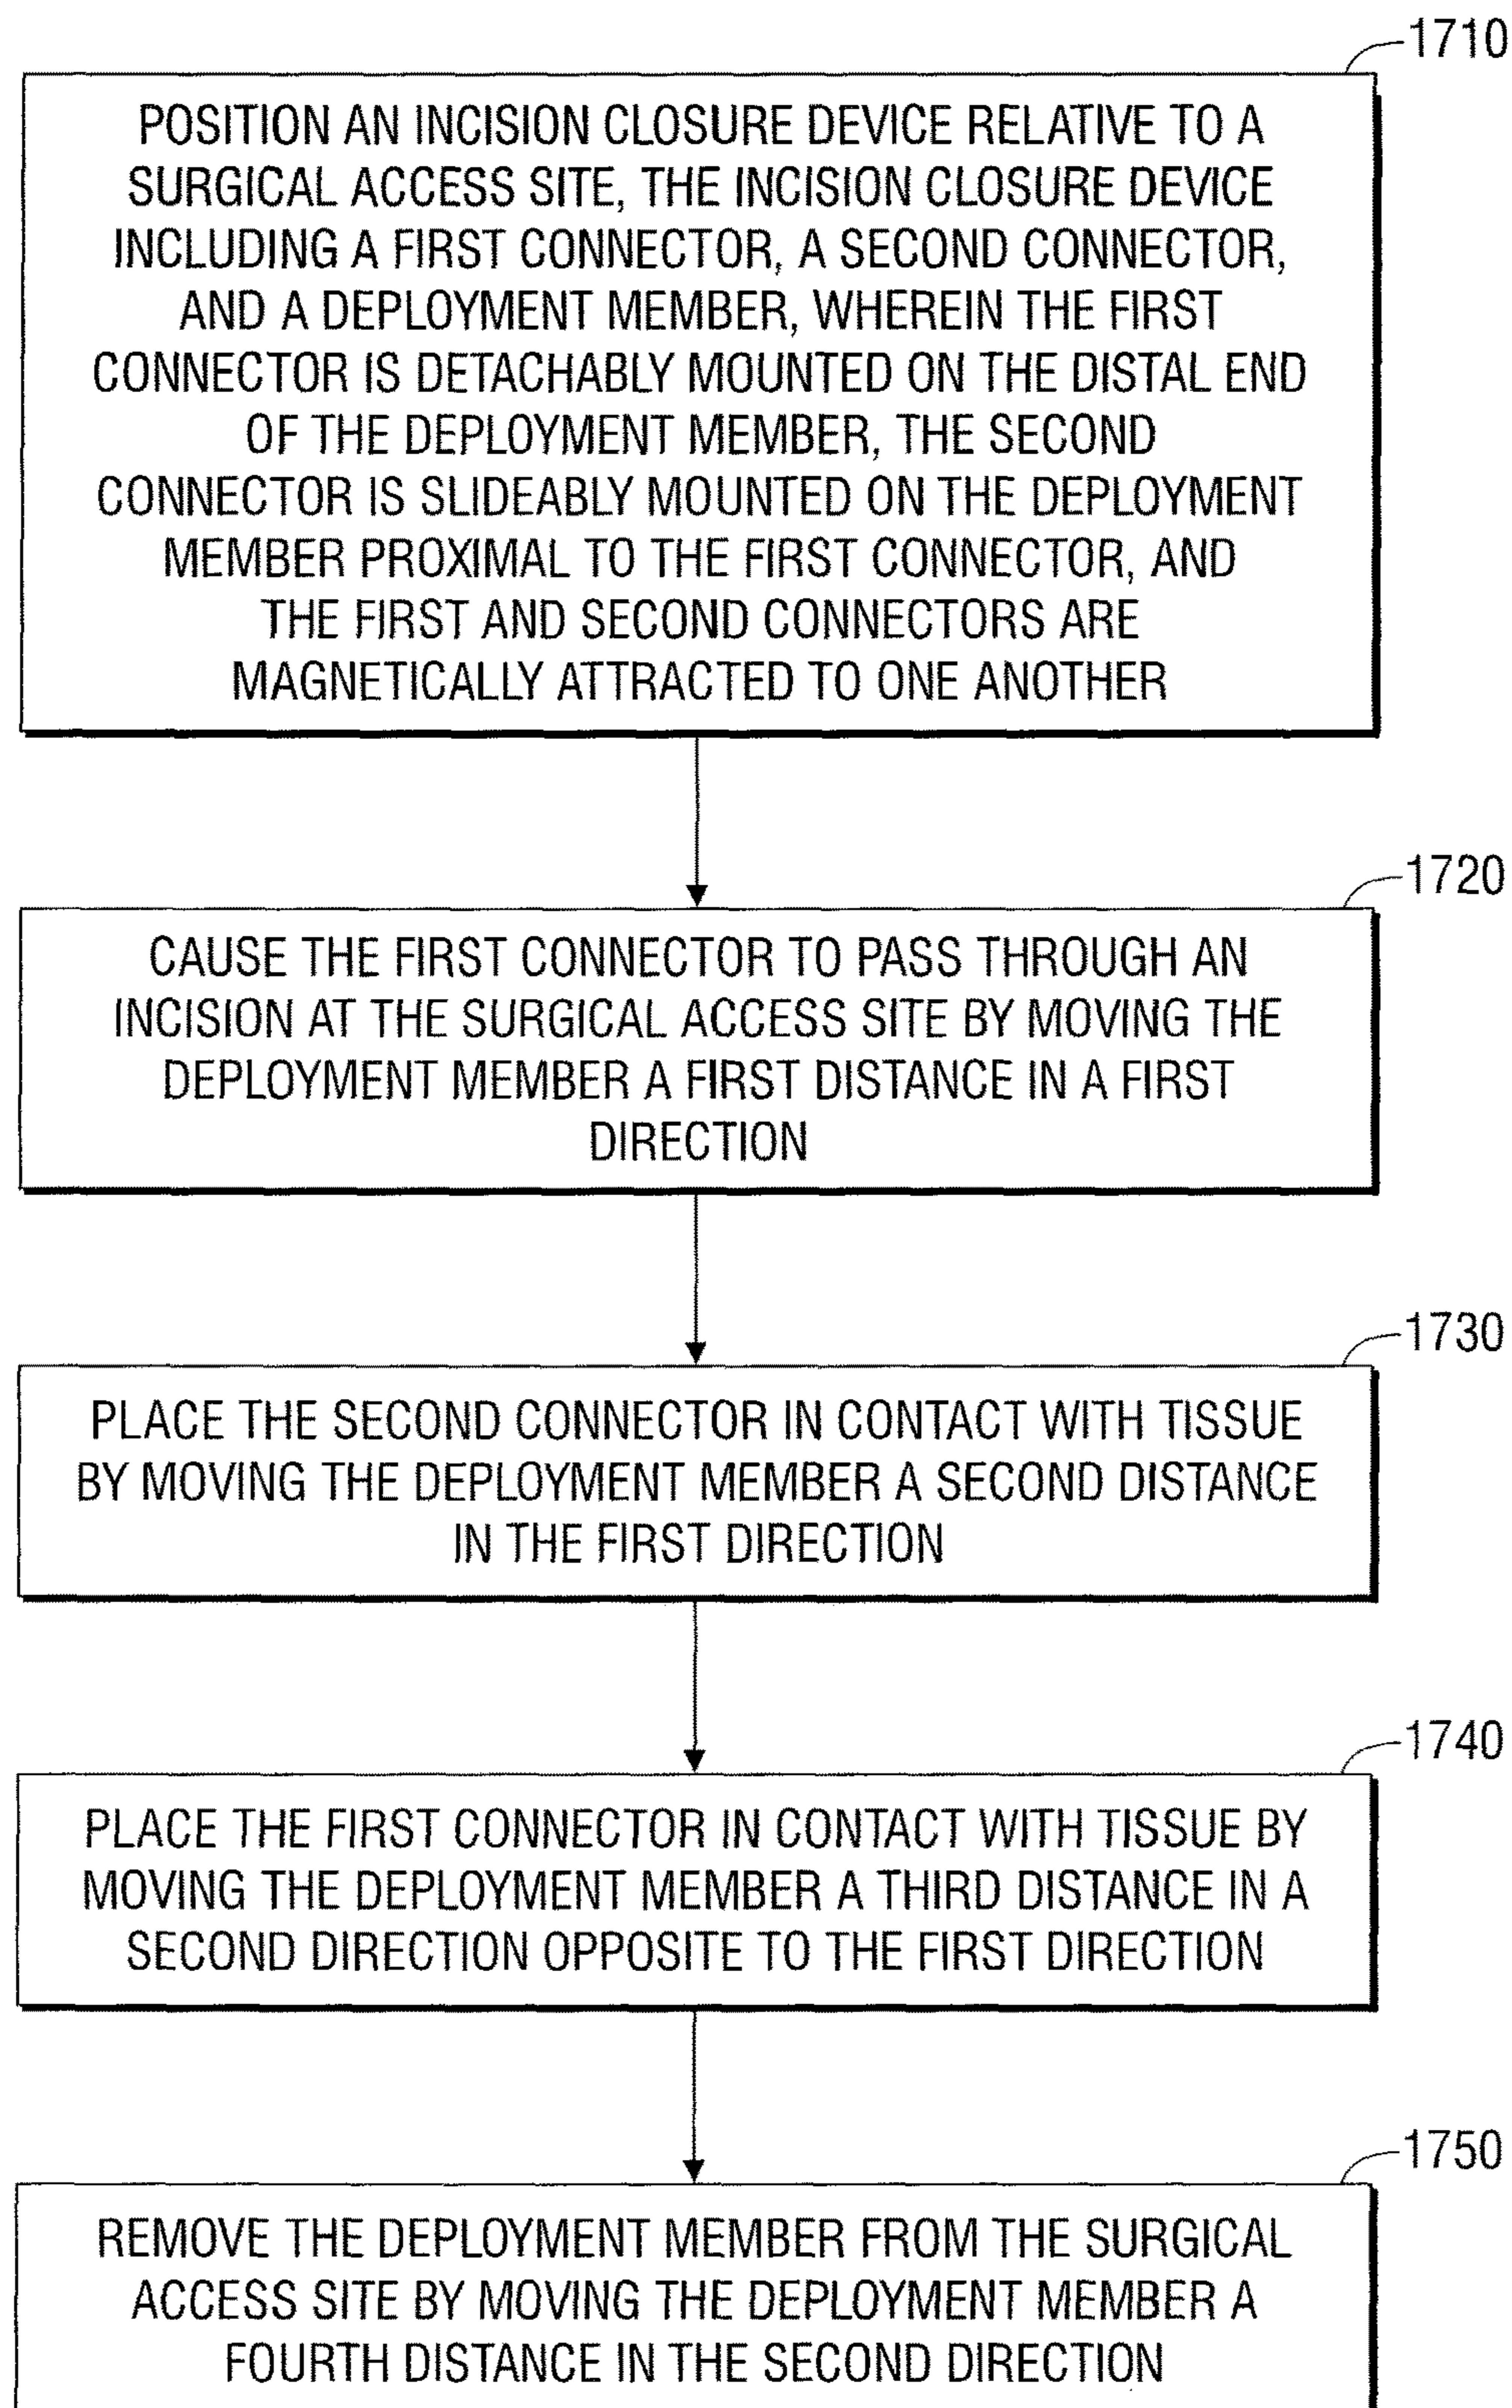 1710
POSITION AN INCISION CLOSURE DEVICE RELATIVE TO A
SURGICAL ACCESS SITE, THE INCISION CLOSURE DEVICE
INCLUDING A FIRST CONNECTOR, A SECOND CONNECTOR,
AND A DEPLOYMENT MEMBER, WHEREIN THE FIRST
CONNECTOR IS DETACHABLY MOUNTED ON THE DISTAL END
OF THE DEPLOYMENT MEMBER, THE SECOND
CONNECTOR IS SLIDEABLY MOUNTED ON THE DEPLOYMENT
MEMBER PROXIMAL TO THE FIRST CONNECTOR, AND
THE FIRST AND SECOND CONNECTORS ARE
MAGNETICALLY ATTRACTED TO ONE ANOTHER
1720
CAUSE THE FIRST CONNECTOR TO PASS THROUGH AN
INCISION AT THE SURGICAL ACCESS SITE BY MOVING THE
DEPLOYMENT MEMBER A FIRST DISTANCE IN A FIRST
DIRECTION
1730
PLACE THE SECOND CONNECTOR IN CONTACT WITH TISSUE
BY MOVING THE DEPLOYMENT MEMBER A SECOND DISTANCE
IN THE FIRST DIRECTION
1740
PLACE THE FIRST CONNECTOR IN CONTACT WITH TISSUE BY
MOVING THE DEPLOYMENT MEMBER A THIRD DISTANCE IN A
SECOND DIRECTION OPPOSITE TO THE FIRST DIRECTION
1750
REMOVE THE DEPLOYMENT MEMBER FROM THE SURGICAL
ACCESS SITE BY MOVING THE DEPLOYMENT MEMBER A
FOURTH DISTANCE IN THE SECOND DIRECTION